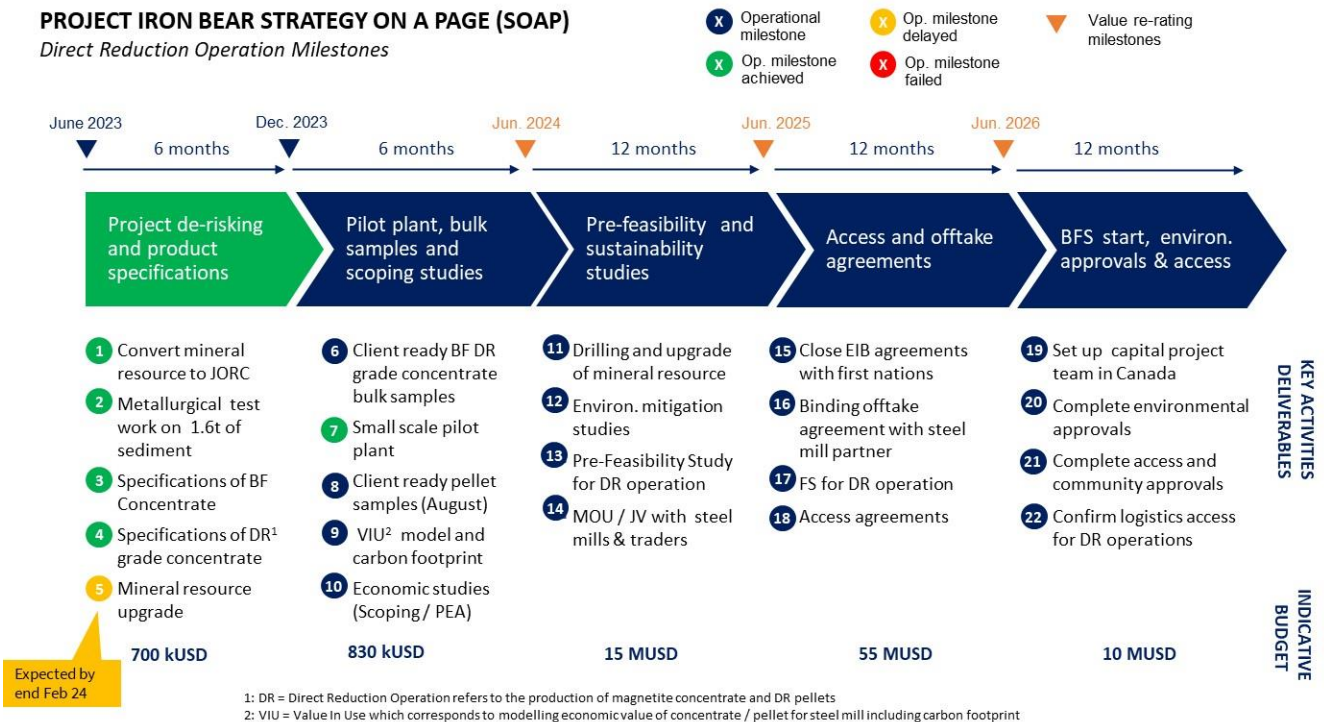 PROJECT IRON BEAR STRATEGY ON A PAGE (SOAP)
Direct Reduction Operation Milestones
X Operational
milestone
X Op. milestone
achieved
X Op. milestone
delayed
X Op. milestone
failed
Value re-rating
milestones
June 2023
Dec. 2023
Jun. 2024
Jun. 2025
Jun. 2026
6 months
6 months
12 months
12 months
12 months
Project de-risking
and product
specifications
Pilot plant, bulk
samples and
scoping studies
Pre-feasibility and
sustainability
studies
Access and offtake
agreements
BFS start, environ.
approvals & access
1 Convert mineral
resource to JORC
2 Metallurgical test
work on 1.6t of
sediment
3 Specifications of BF
Concentrate
4 Specifications of DR¹
grade concentrate
5 Mineral resource
upgrade
6 Client ready BF DR
grade concentrate
bulk samples
7 Small scale pilot
plant
8 Client ready pellet
samples (August)
9 VIU² model and
carbon footprint
10 Economic studies
(Scoping / PEA)
11 Drilling and upgrade
of mineral resource
12 Environ. mitigation
studies
13 Pre-Feasibility Study
for DR operation
14 MOU / JV with steel
mills & traders
15 Close EIB agreements
with first nations
16 Binding offtake
agreement with steel
mill partner
17 FS for DR operation
18 Access agreements
19 Set up capital project
team in Canada
20 Complete environmental
approvals
21 Complete access and
community approvals
22 Confirm logistics access
for DR operations
KEY ACTIVITIES
DELIVERABLES
700 kUSD
830 kUSD
15 MUSD
55 MUSD
10 MUSD
INDICATIVE
BUDGET
Expected by
end Feb 24
1: DR = Direct Reduction Operation refers to the production of magnetite concentrate and DR pellets
2: VIU = Value In Use which corresponds to modelling economic value of concentrate / pellet for steel mill including carbon footprint